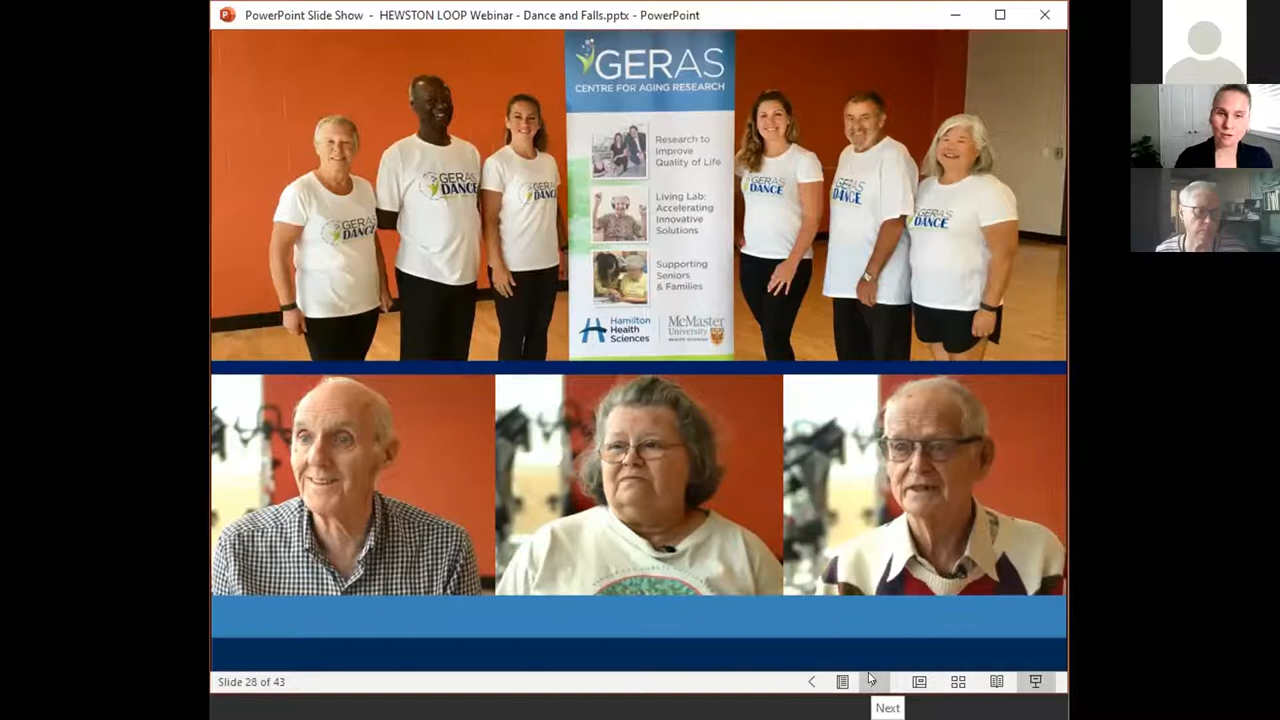 PowerPoint Slide Show - HEWSTON LOOP Webinar - Dance and Falls.pptx - PowerPoint
GERAS
CENTRE FOR AGING RESEARCH
Research to
Improve
Quality of Life
Living Lab:
Accelerating
Innovative
Solutions
Supporting
Seniors
& Families
Hamilton
Health
Sciences
McMaster
University
HEALTH SCIENCES
GERAS
DANCE
GERAS
DANCE
GERAS
DANCE
GERAS
DANCE
GERAS
DANCE
GERAS
DANCE
Slide 28 of 43
Next